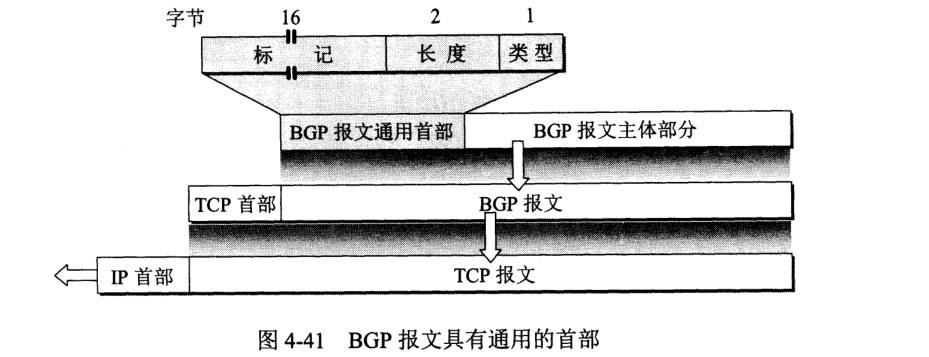 字节 16 2 1
标 记 长 度 类 型
BGP 报文通用首部 BGP 报文主体部分
TCP 首部 BGP 报文
IP 首部 TCP 报文
图 4-41 BGP 报文具有通用的首部